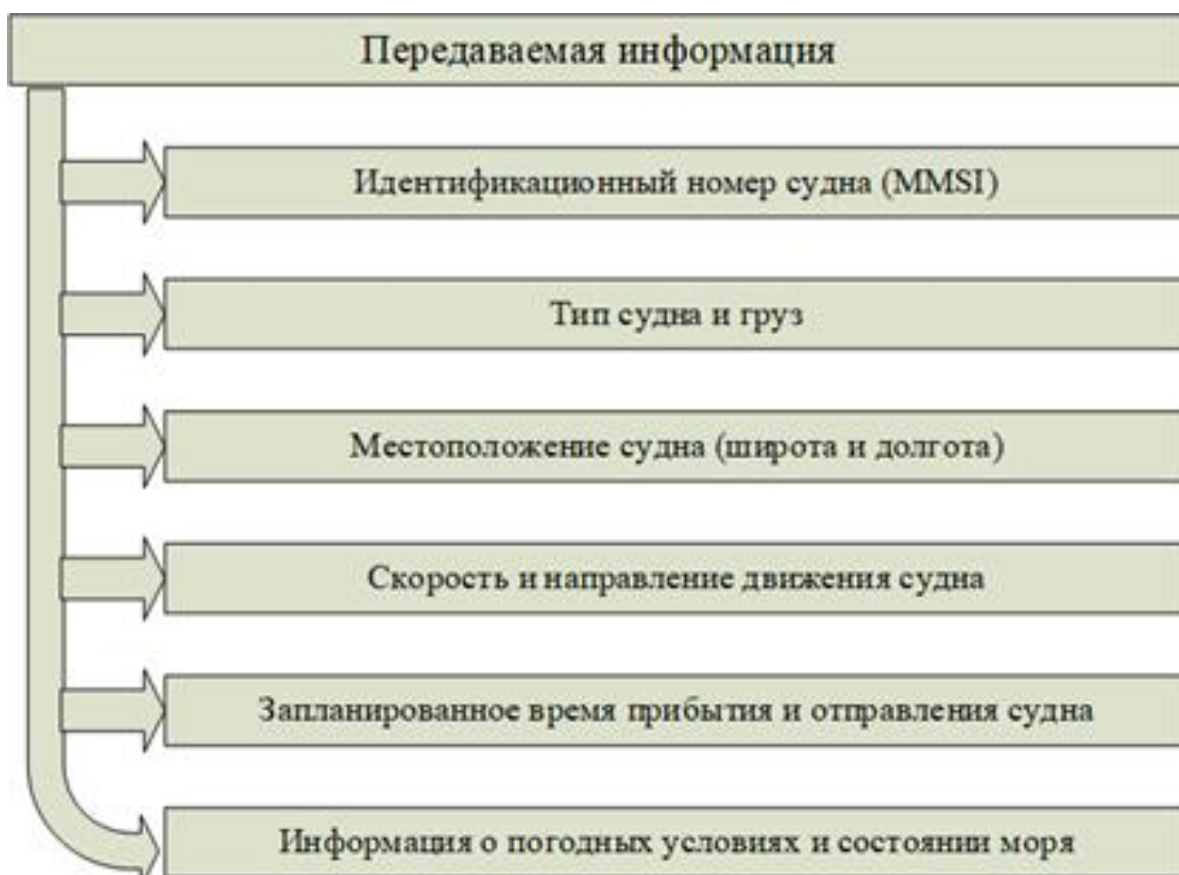 Передаваемая информация
Идентификационный номер судна (MMSI)
Тип судна и груз
Местоположение судна (широта и долгота)
Скорость и направление движения судна
Запланированное время прибытия и отправления судна
Информация о погодных условиях и состоянии моря